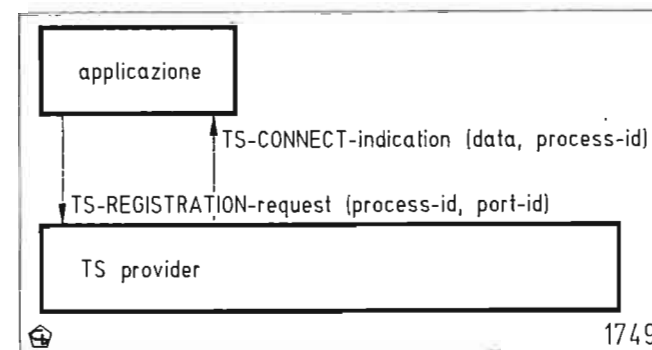 applicazione
TS-CONNECT-indication (data, process-id)
TS-REGISTRATION-request (process-id, port-id)
TS provider
1749